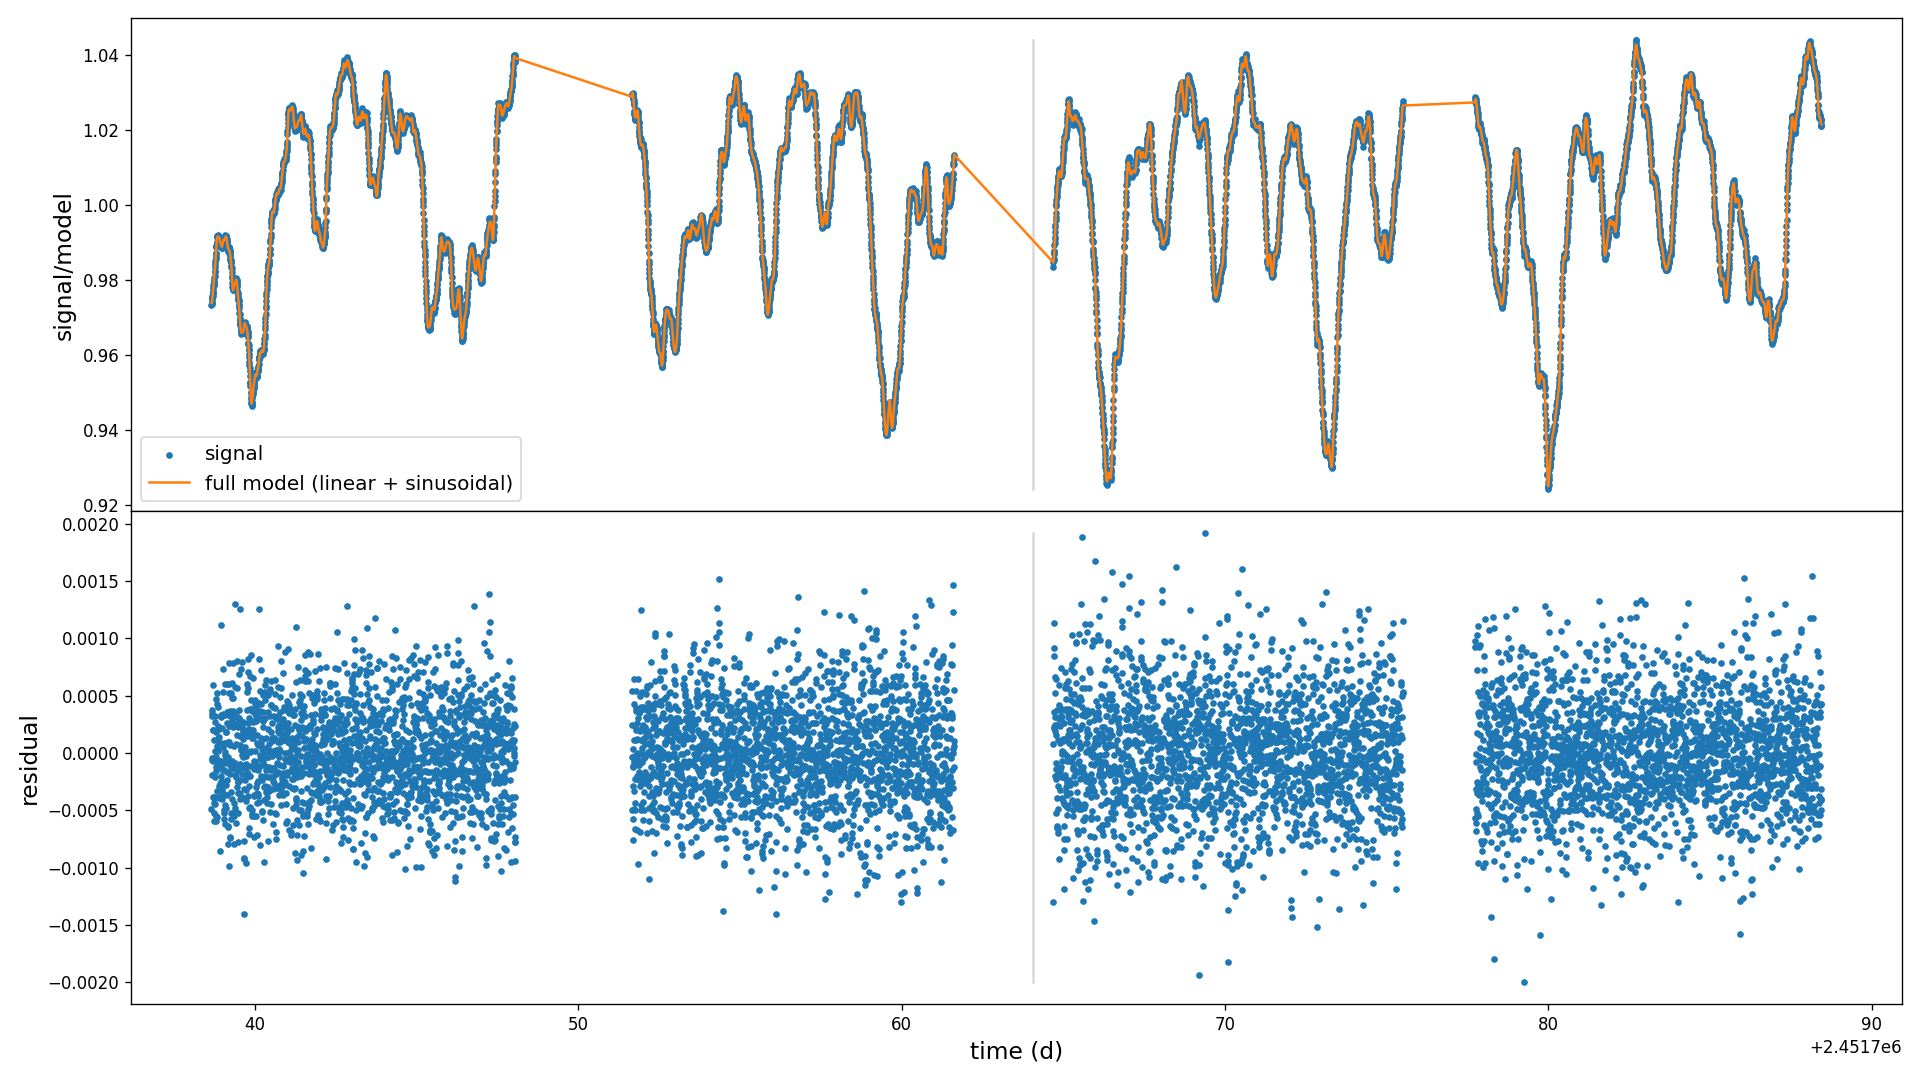 1.04
1.02
1.00
0.98
0.96
0.94
0.92
signal/model
signal
full model (linear + sinusoidal)
0.0020
0.0015
0.0010
0.0005
0.0000
−0.0005
−0.0010
−0.0015
−0.0020
residual
40 50 60 70 80 90
time (d)
+2.4517e6